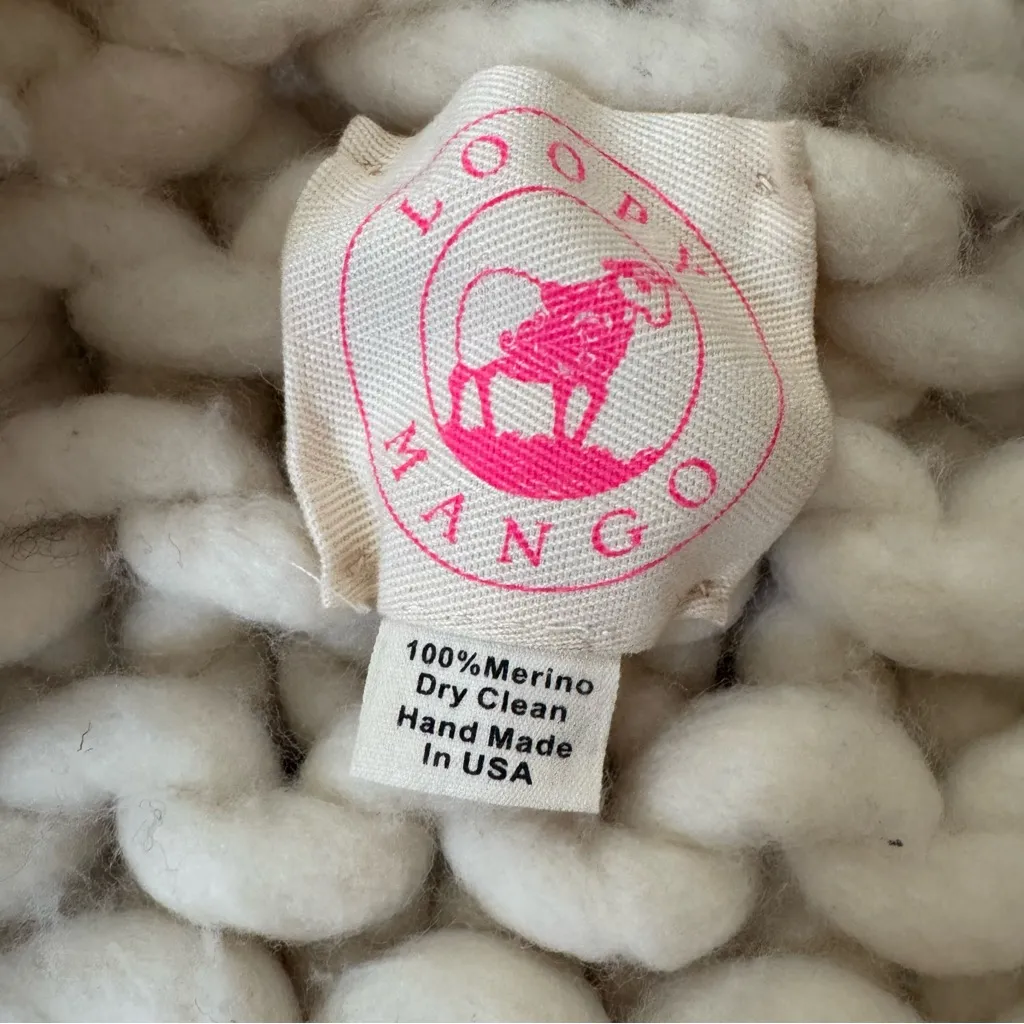 LOOPY
MANGO
100%Merino
Dry Clean
Hand Made
In USA